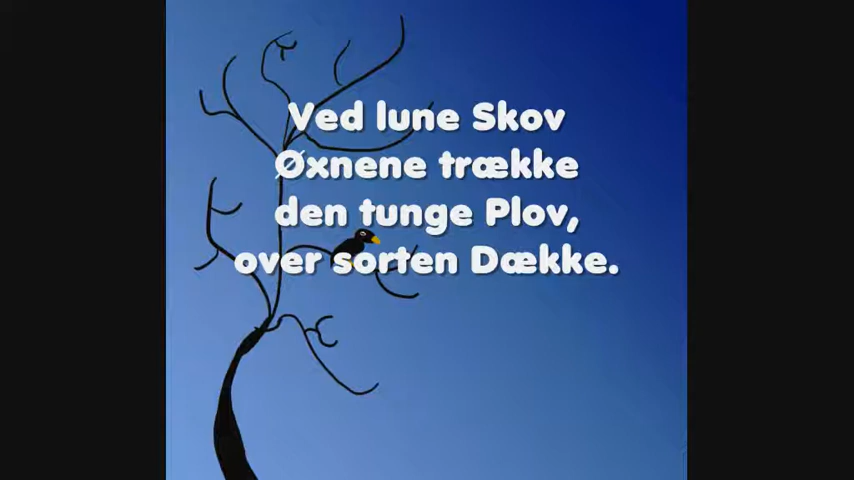 Ved lune Skov
Øxnene trække
den tunge Plov,
over sorten Dække.